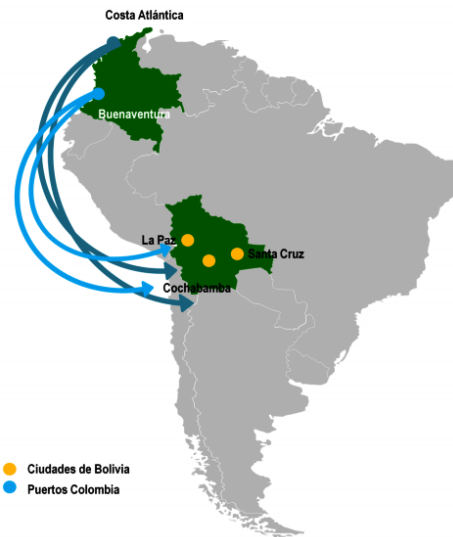 Costa Atlántica
Buenaventura
La Paz
Santa Cruz
Cochabamba
Ciudades de Bolivia
Puertos Colombia